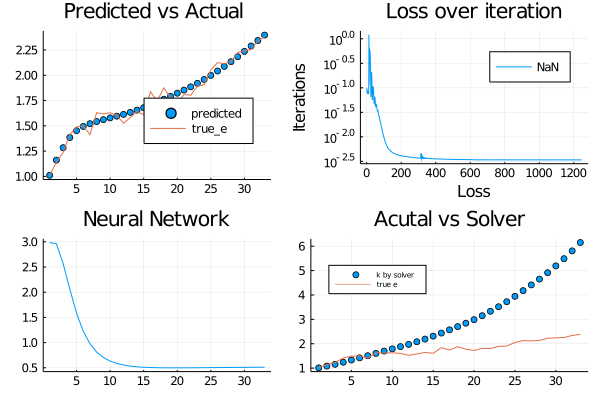 Predicted vs Actual
2.25
2.00
1.75
1.50
1.25
1.00
predicted
true_e
5 10 15 20 25 30
Loss over iteration
Iterations
10^0.0
10^-0.5
10^-1.0
10^-1.5
10^-2.0
10^-2.5
NaN
0 200 400 600 800 1000 1200
Loss
Neural Network
3.0
2.5
2.0
1.5
1.0
0.5
5 10 15 20 25 30
Acutal vs Solver
6
5
4
3
2
1
k by solver
true e
5 10 15 20 25 30